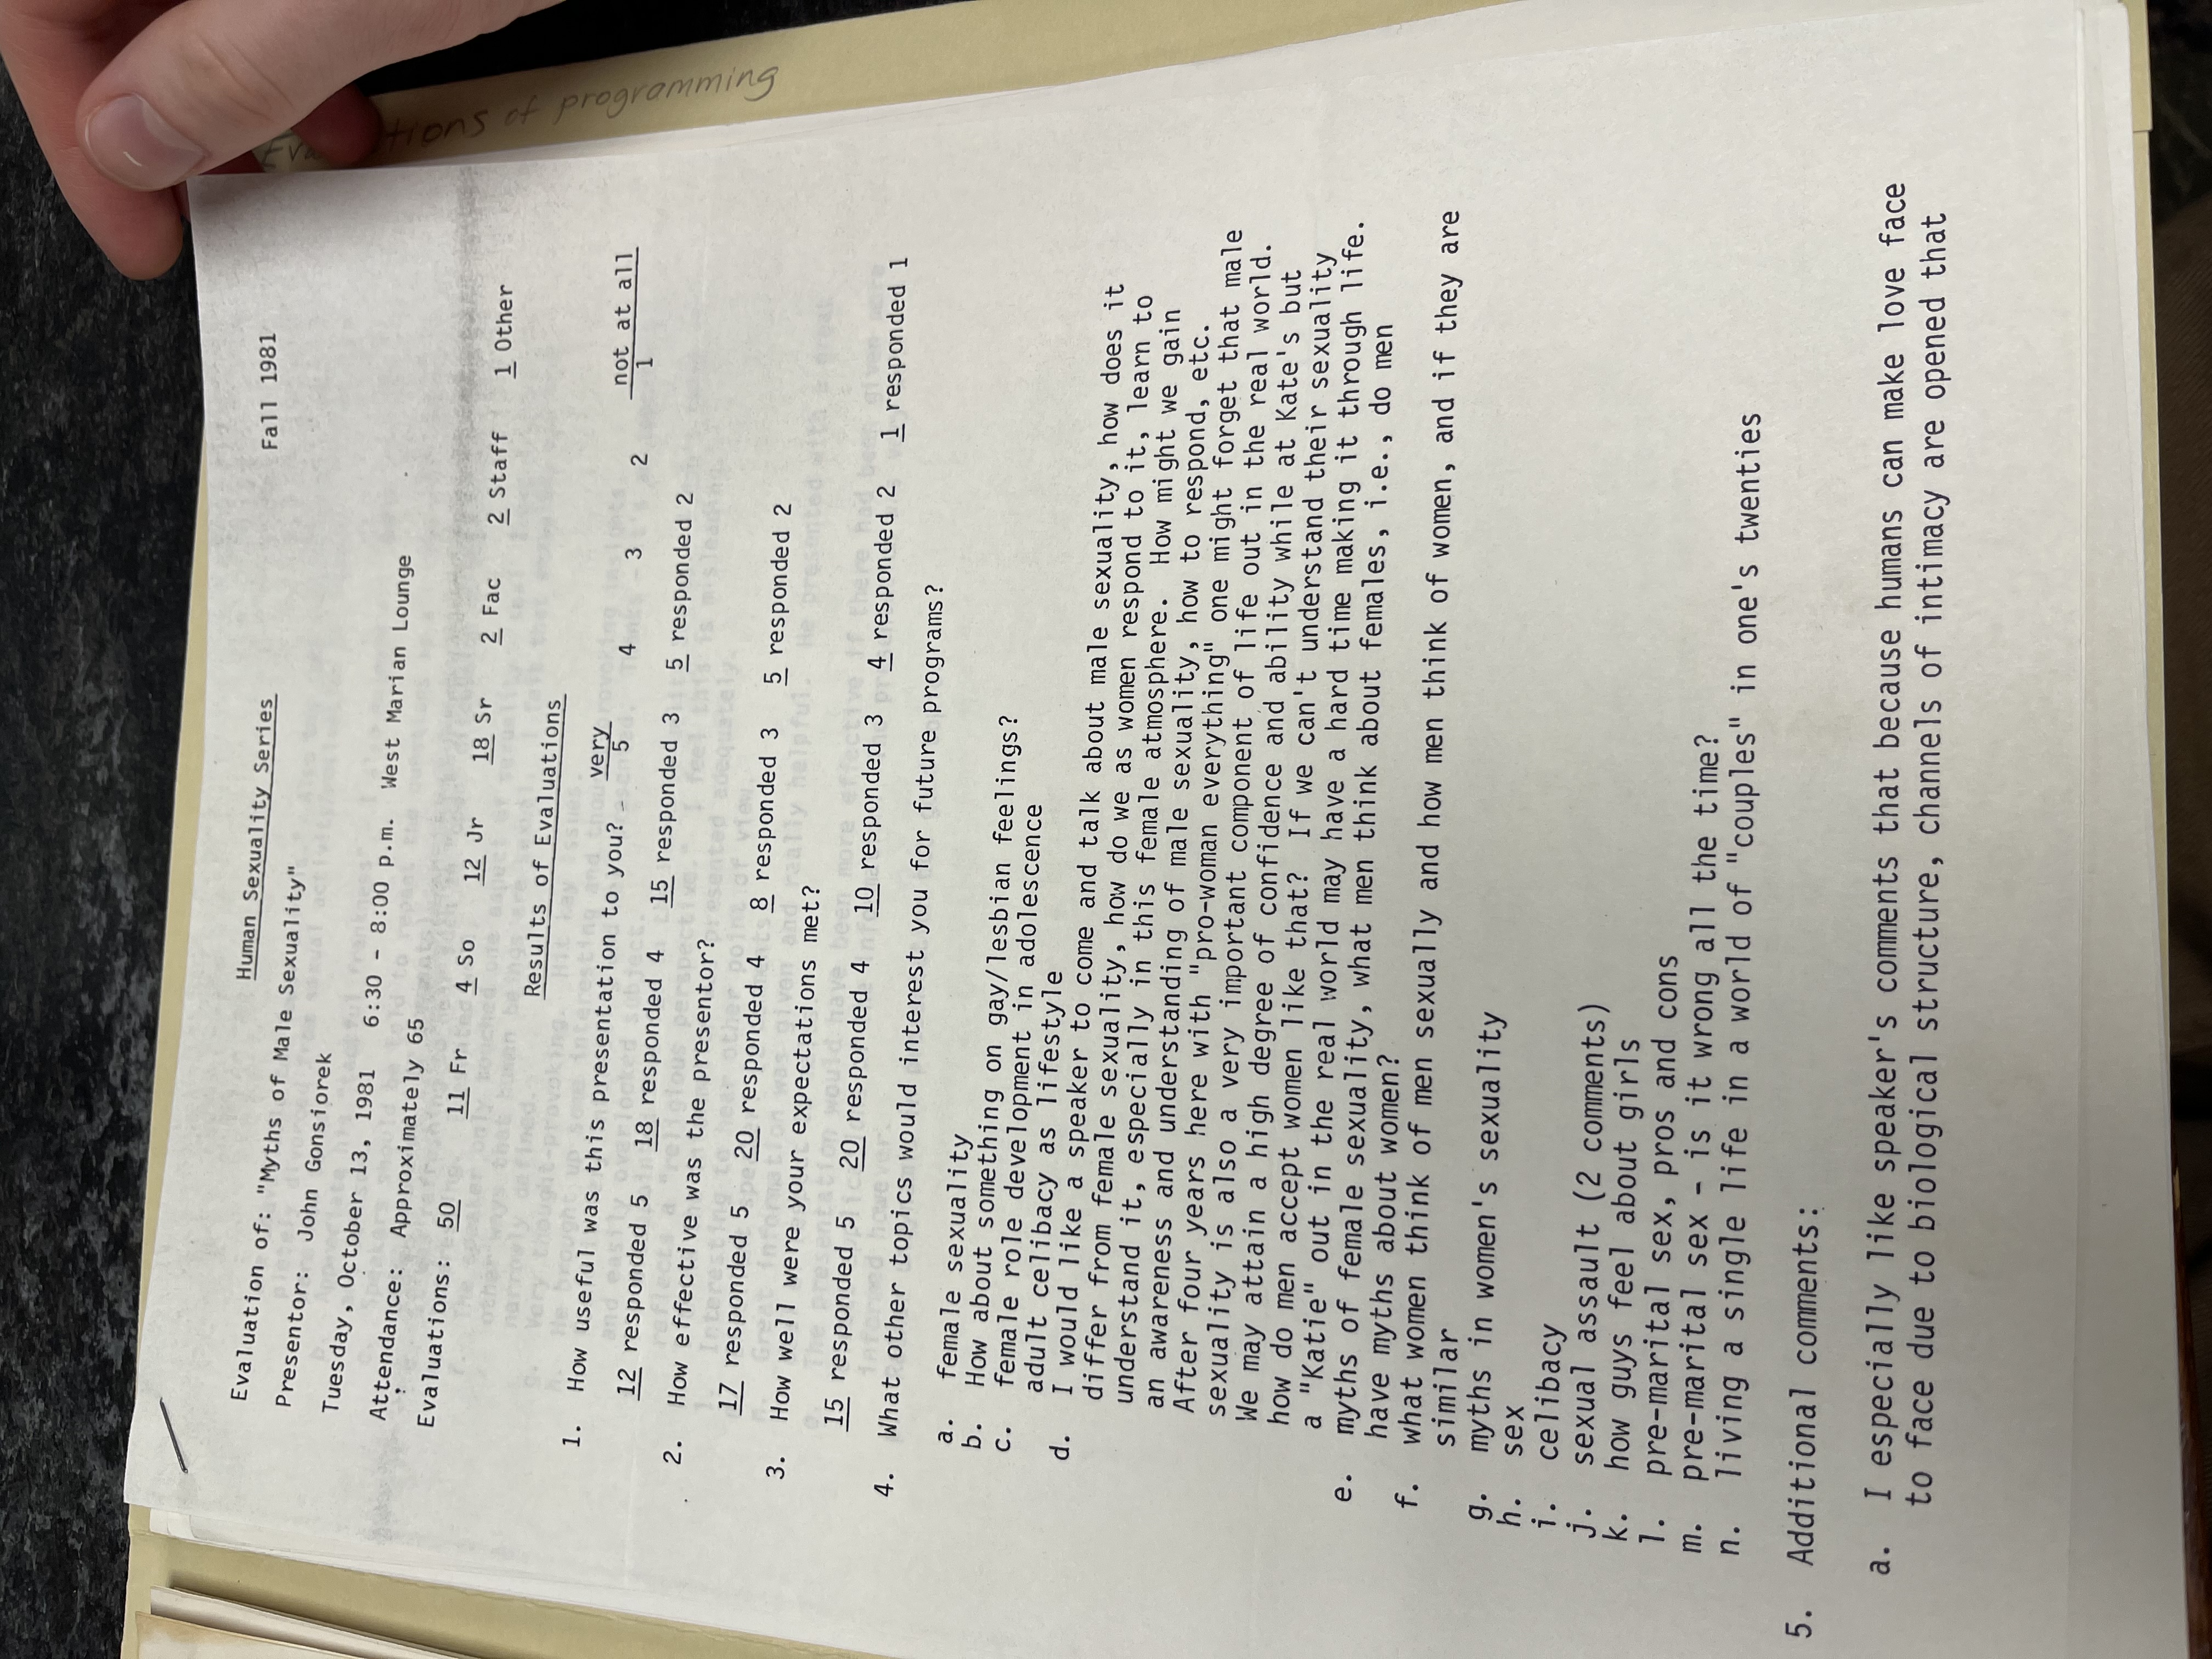 Human Sexuality Series
Fall 1981
Evaluation of: "Myths of Male Sexuality"
Presentor: John Gonsiorek
Tuesday, October 13, 1981 6:30 - 8:00 p.m. West Marian Lounge
Attendance: Approximately 65
Evaluations: 50 11 Fr 4 So 12 Jr 18 Sr 2 Fac 2 Staff 1 Other
Results of Evaluations
1. How useful was this presentation to you? very 5 4 3 2 not at all 1
12 responded 5 18 responded 4 15 responded 3 5 responded 2
2. How effective was the presentor?
17 responded 5 20 responded 4 8 responded 3 5 responded 2
3. How well were your expectations met?
15 responded 5 20 responded 4 10 responded 3 4 responded 2 1 responded 1
4. What other topics would interest you for future programs?
a. female sexuality
b. How about something on gay/lesbian feelings?
c. female role development in adolescence
adult celibacy as lifestyle
d. I would like a speaker to come and talk about male sexuality, how does it
differ from female sexuality, how do we as women respond to it, learn to
understand it, especially in this female atmosphere. How might we gain
an awareness and understanding of male sexuality, how to respond, etc.
After four years here with "pro-woman everything" one might forget that male
sexuality is also a very important component of life out in the real world.
We may attain a high degree of confidence and ability while at Kate's but
how do men accept women like that? If we can't understand their sexuality
a "Katie" out in the real world may have a hard time making it through life.
e. myths of female sexuality, what men think about females, i.e., do men
have myths about women?
f. what women think of men sexually and how men think of women, and if they are
similar
g. myths in women's sexuality
h. sex
i. celibacy
j. sexual assault (2 comments)
k. how guys feel about girls
l. pre-marital sex, pros and cons
m. pre-marital sex - is it wrong all the time?
n. living a single life in a world of "couples" in one's twenties
5. Additional comments:
a. I especially like speaker's comments that because humans can make love face
to face due to biological structure, channels of intimacy are opened that
of programming